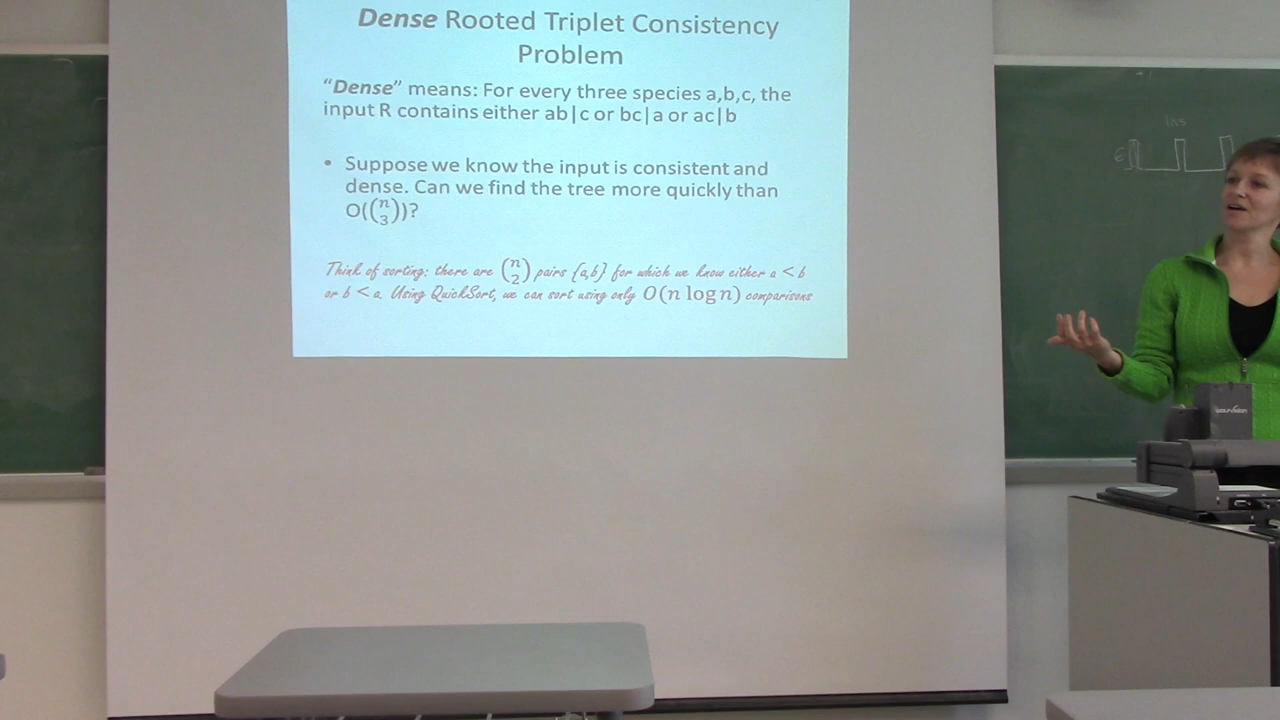 Dense Rooted Triplet Consistency
Problem
“Dense” means: For every three species a,b,c, the
input R contains either ab|c or bc|a or ac|b
• Suppose we know the input is consistent and
dense. Can we find the tree more quickly than
O((n 3))?
Think of sorting: there are (n 2) pairs {a,b} for which we know either a < b
or b < a. Using QuickSort, we can sort using only O(n log n) comparisons
WOLFVISION